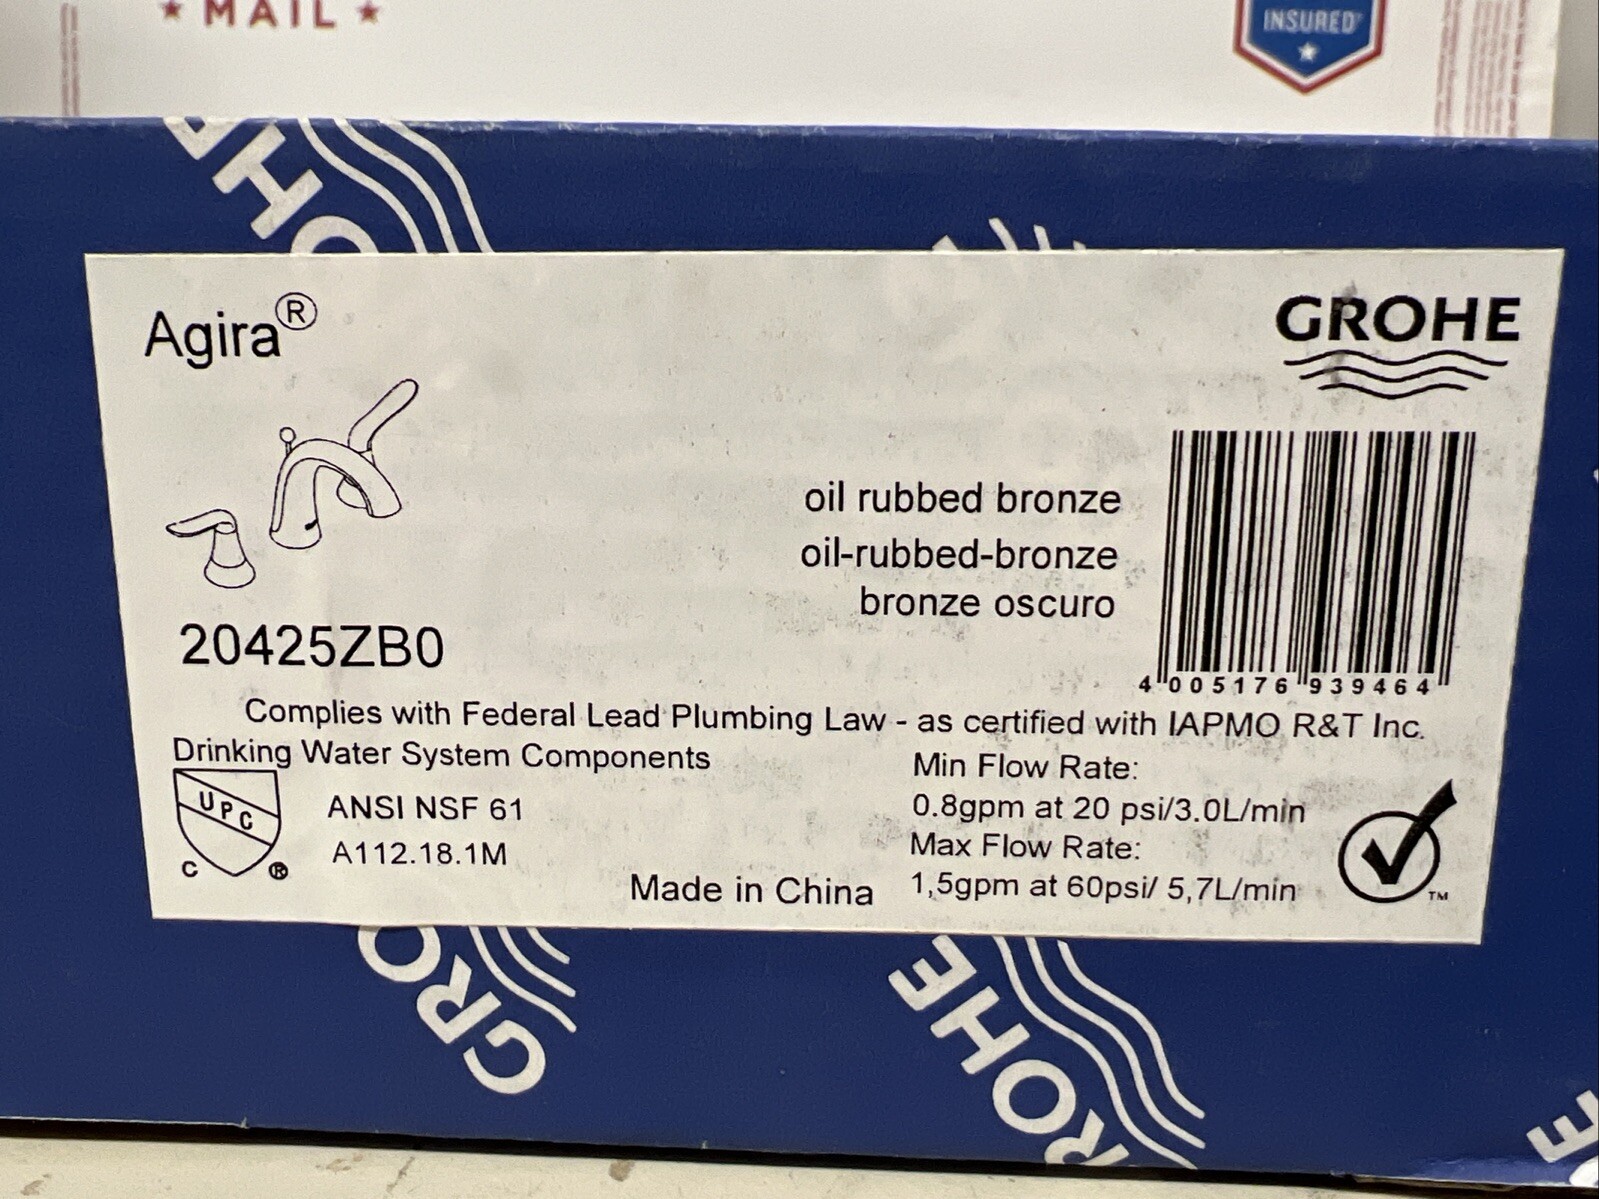 ★ MAIL ★
INSURED
Agira®
GROHE
oil rubbed bronze
oil-rubbed-bronze
bronze oscuro
20425ZB0
4 005176 939464
Complies with Federal Lead Plumbing Law - as certified with IAPMO R&T Inc.
Drinking Water System Components
UPC
C ®
ANSI NSF 61
A112.18.1M
Made in China
Min Flow Rate:
0.8gpm at 20 psi/3.0L/min
Max Flow Rate:
1,5gpm at 60psi/ 5,7L/min
TM
GRO
ROHE